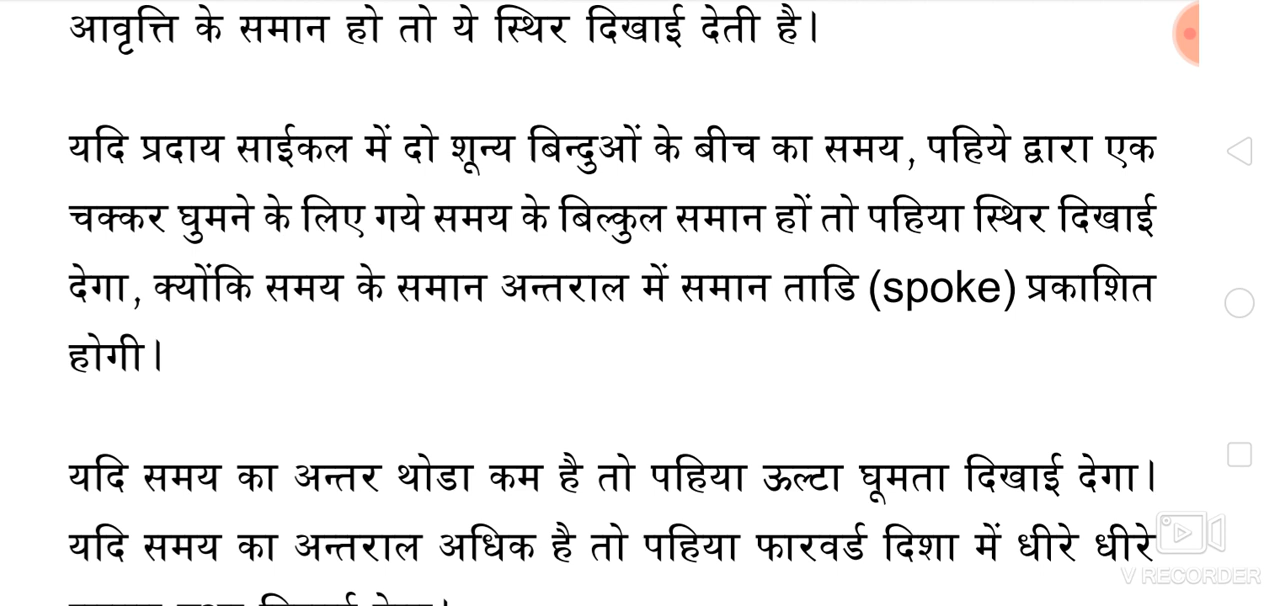 आवृत्ति के समान हो तो ये स्थिर दिखाई देती है।
यदि प्रदाय साईकल में दो शून्य बिन्दुओं के बीच का समय, पहिये द्वारा एक
चक्कर घुमने के लिए गये समय के बिल्कुल समान हों तो पहिया स्थिर दिखाई
देगा, क्योंकि समय के समान अन्तराल में समान ताडि (spoke) प्रकाशित
होगी।
यदि समय का अन्तर थोडा कम है तो पहिया ऊल्टा घूमता दिखाई देगा।
यदि समय का अन्तराल अधिक है तो पहिया फारवर्ड दिशा में धीरे धीरे
V RECORDER